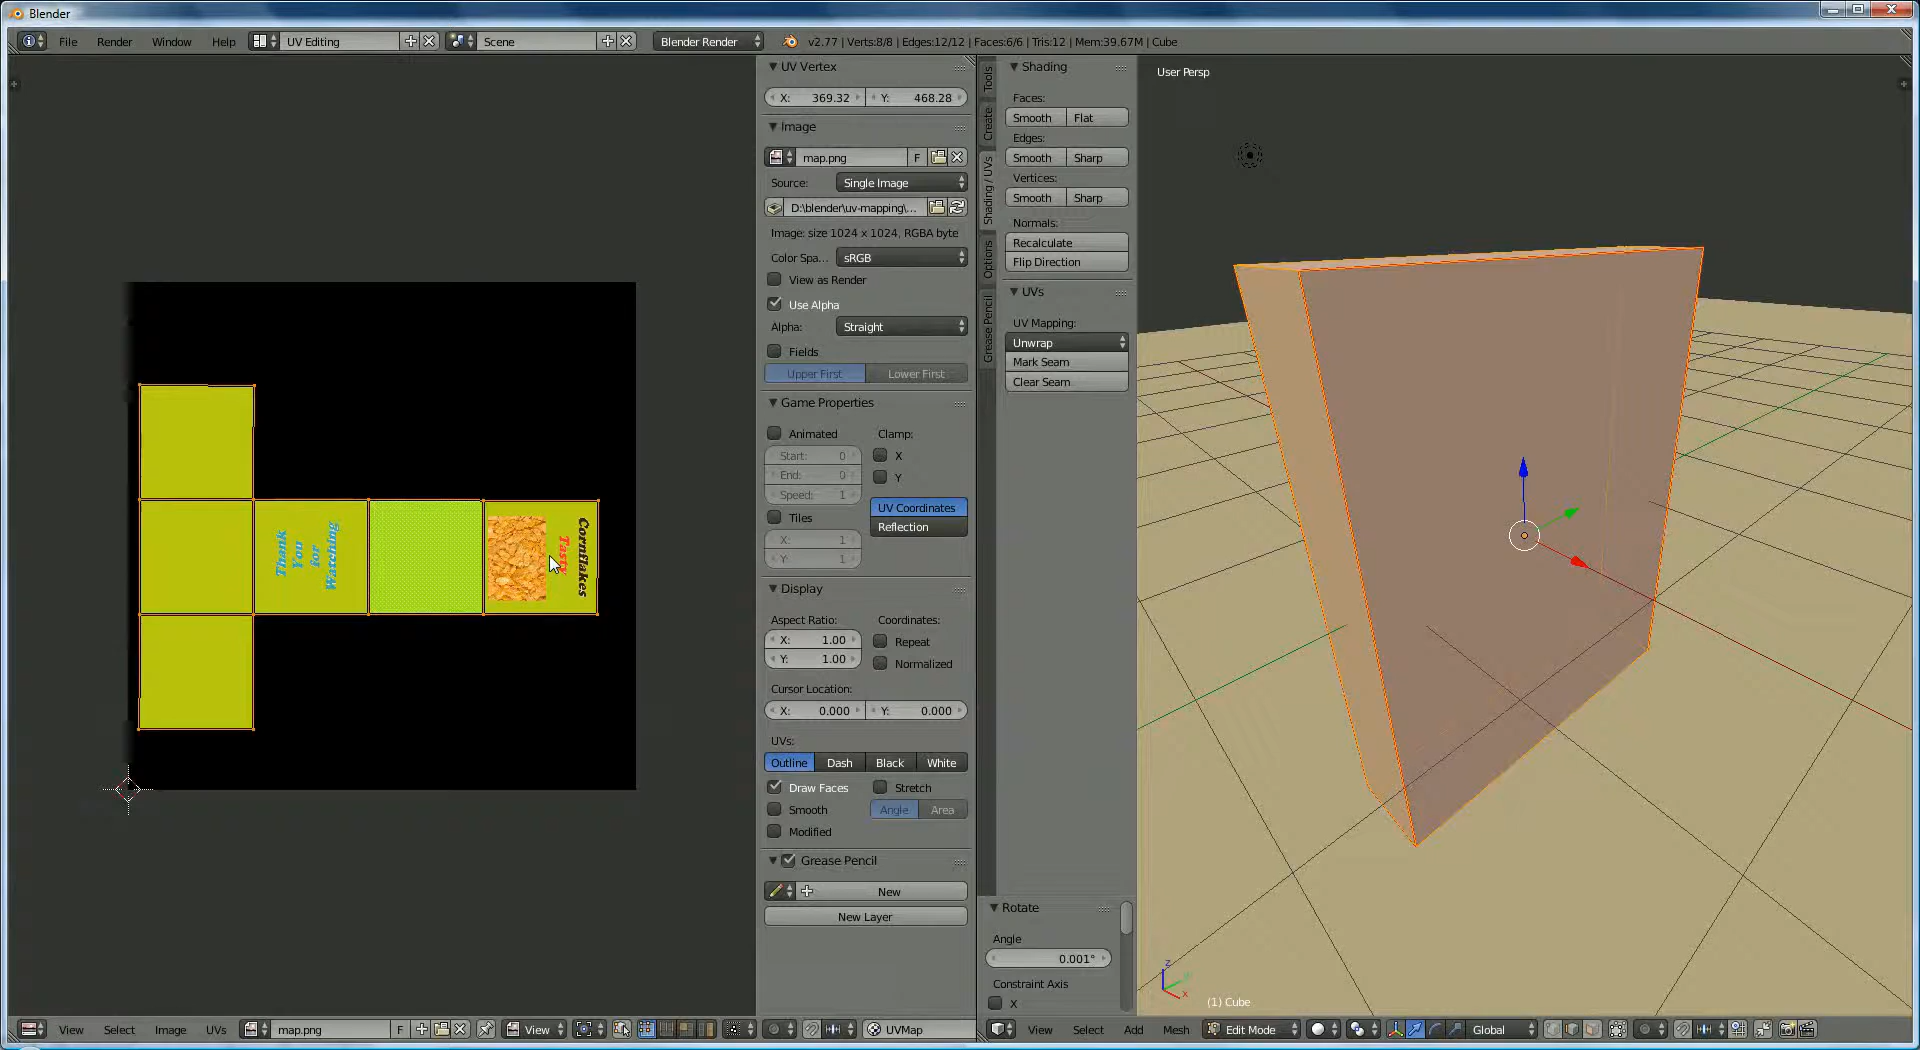 Blender
File Render Window Help UV Editing Scene Blender Render v2.77 | Verts:8/8 | Edges:12/12 | Faces:6/6 | Tris:12 | Mem:39.67M | Cube
UV Vertex
X: 369.32 Y: 468.28
Image
map.png F
Source: Single Image
D:\blender\uv-mapping\...
Image: size 1024 x 1024, RGBA byte
Color Spa... sRGB
View as Render
Use Alpha
Alpha: Straight
Fields
Upper First Lower First
Game Properties
Animated Clamp:
Start: 0 X
End: 0 Y
Speed: 1
Tiles
UV Coordinates
Reflection
X: 1
Y: 1
Display
Aspect Ratio: Coordinates:
X: 1.00 Repeat
Y: 1.00 Normalized
Cursor Location:
X: 0.000 Y: 0.000
UVs:
Outline Dash Black White
Draw Faces Stretch
Smooth Angle Area
Modified
Grease Pencil
New
New Layer
Thank
You
for
Watching
Tasty
Cornflakes
Tools
Create
Shading / UVs
Options
Grease Pencil
Shading
Faces:
Smooth Flat
Edges:
Smooth Sharp
Vertices:
Smooth Sharp
Normals:
Recalculate
Flip Direction
UVs
UV Mapping:
Unwrap
Mark Seam
Clear Seam
Rotate
Angle
0.001°
Constraint Axis
X
User Persp
z
x
(1) Cube
View Select Image UVs map.png F View UVMap
View Select Add Mesh Edit Mode Global